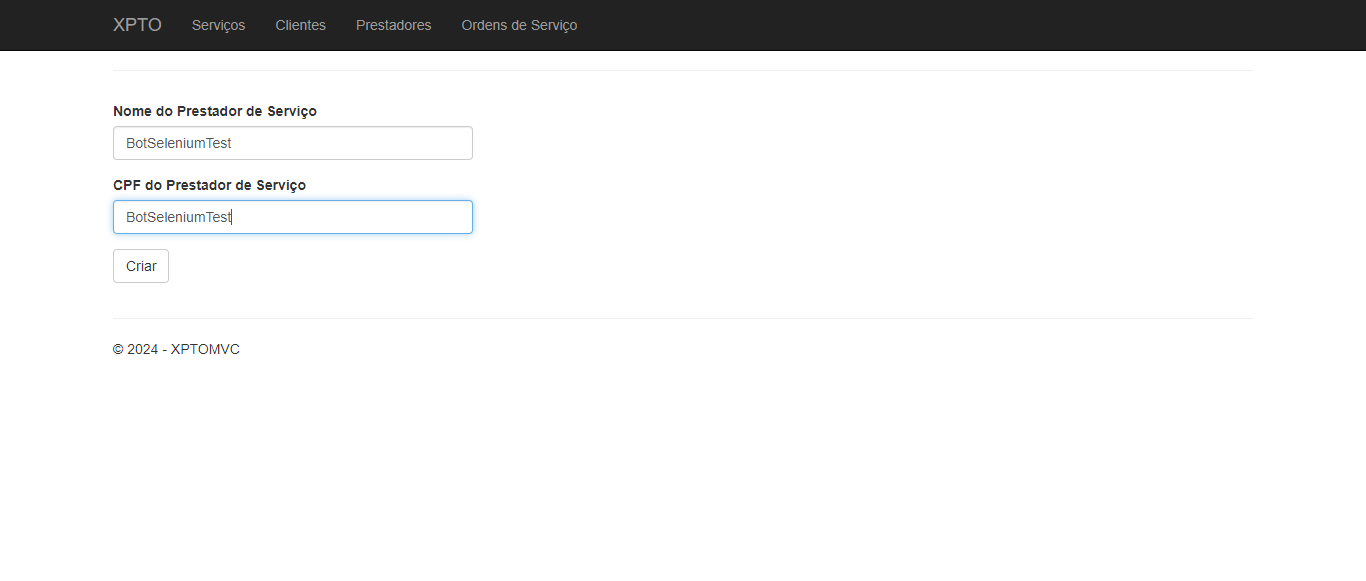 XPTO Serviços Clientes Prestadores Ordens de Serviço
Nome do Prestador de Serviço
BotSeleniumTest
CPF do Prestador de Serviço
BotSeleniumTest
Criar
© 2024 - XPTOMVC